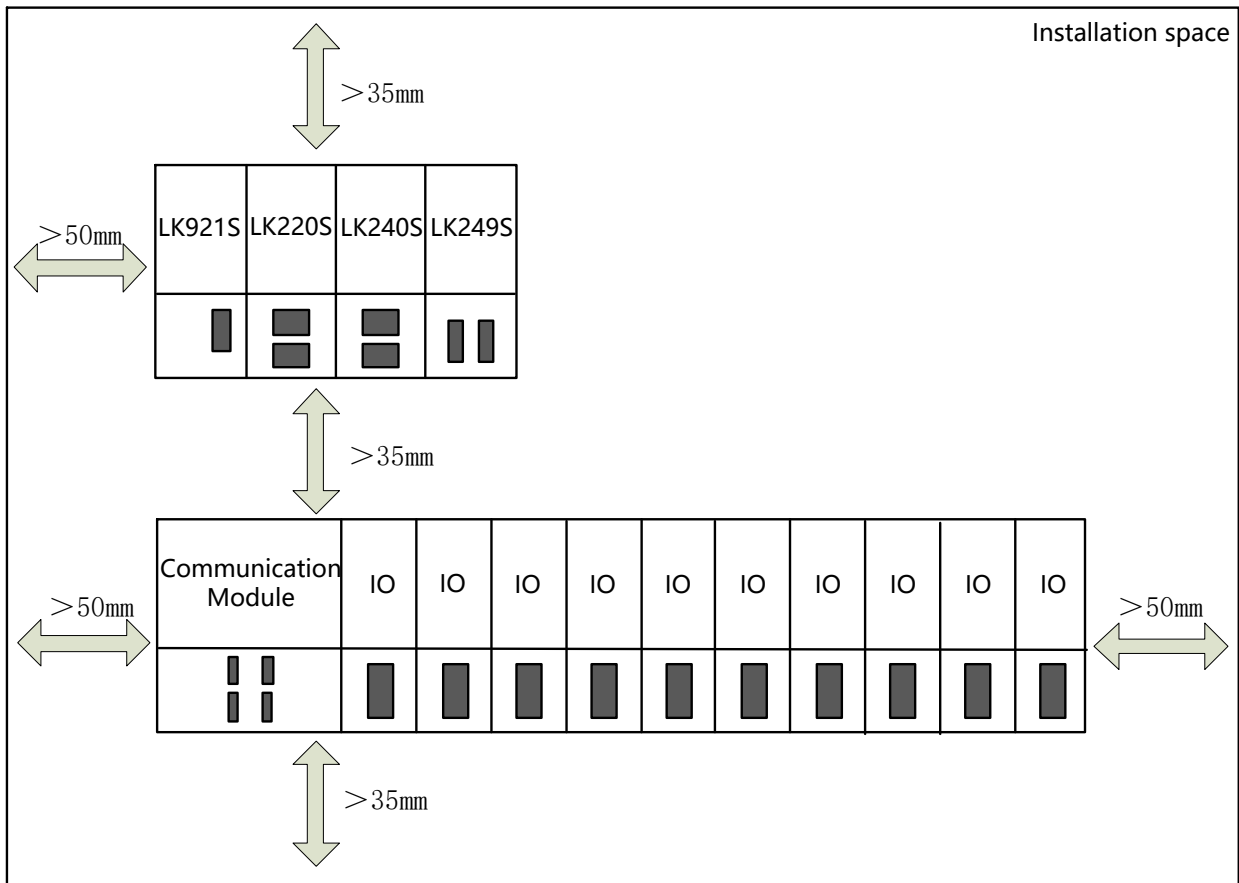 Installation space
>35mm
LK921S LK220S LK240S LK249S
>50mm
>35mm
Communication
Module
IO IO IO IO IO IO IO IO IO IO
>50mm
>50mm
>35mm